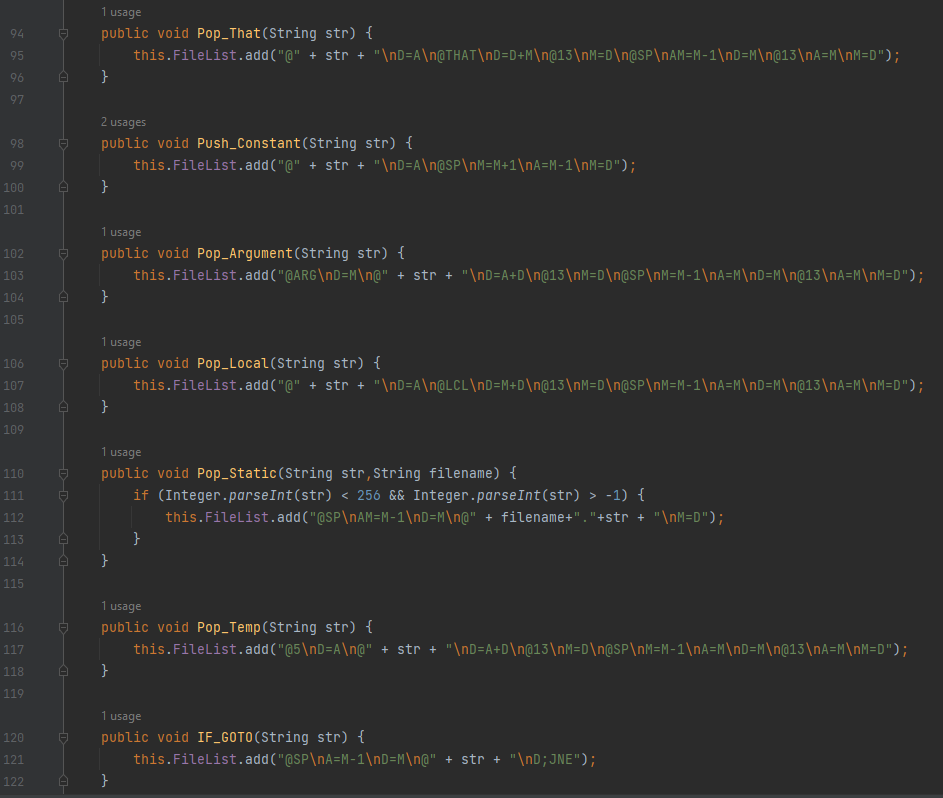 1 usage
94 public void Pop_That(String str) {
95 this.FileList.add("@" + str + "\nD=A\n@THAT\nD=D+M\n@13\nM=D\n@SP\nAM=M-1\nD=M\n@13\nA=M\nM=D");
96 }
97
2 usages
98 public void Push_Constant(String str) {
99 this.FileList.add("@" + str + "\nD=A\n@SP\nM=M+1\nA=M-1\nM=D");
100 }
101
1 usage
102 public void Pop_Argument(String str) {
103 this.FileList.add("@ARG\nD=M\n@" + str + "\nD=A+D\n@13\nM=D\n@SP\nM=M-1\nA=M\nD=M\n@13\nA=M\nM=D");
104 }
105
1 usage
106 public void Pop_Local(String str) {
107 this.FileList.add("@" + str + "\nD=A\n@LCL\nD=M+D\n@13\nM=D\n@SP\nM=M-1\nA=M\nD=M\n@13\nA=M\nM=D");
108 }
109
1 usage
110 public void Pop_Static(String str,String filename) {
111 if (Integer.parseInt(str) < 256 && Integer.parseInt(str) > -1) {
112 this.FileList.add("@SP\nAM=M-1\nD=M\n@" + filename+"."+str + "\nM=D");
113 }
114 }
115
1 usage
116 public void Pop_Temp(String str) {
117 this.FileList.add("@5\nD=A\n@" + str + "\nD=A+D\n@13\nM=D\n@SP\nM=M-1\nA=M\nD=M\n@13\nA=M\nM=D");
118 }
119
1 usage
120 public void IF_GOTO(String str) {
121 this.FileList.add("@SP\nA=M-1\nD=M\n@" + str + "\nD;JNE");
122 }